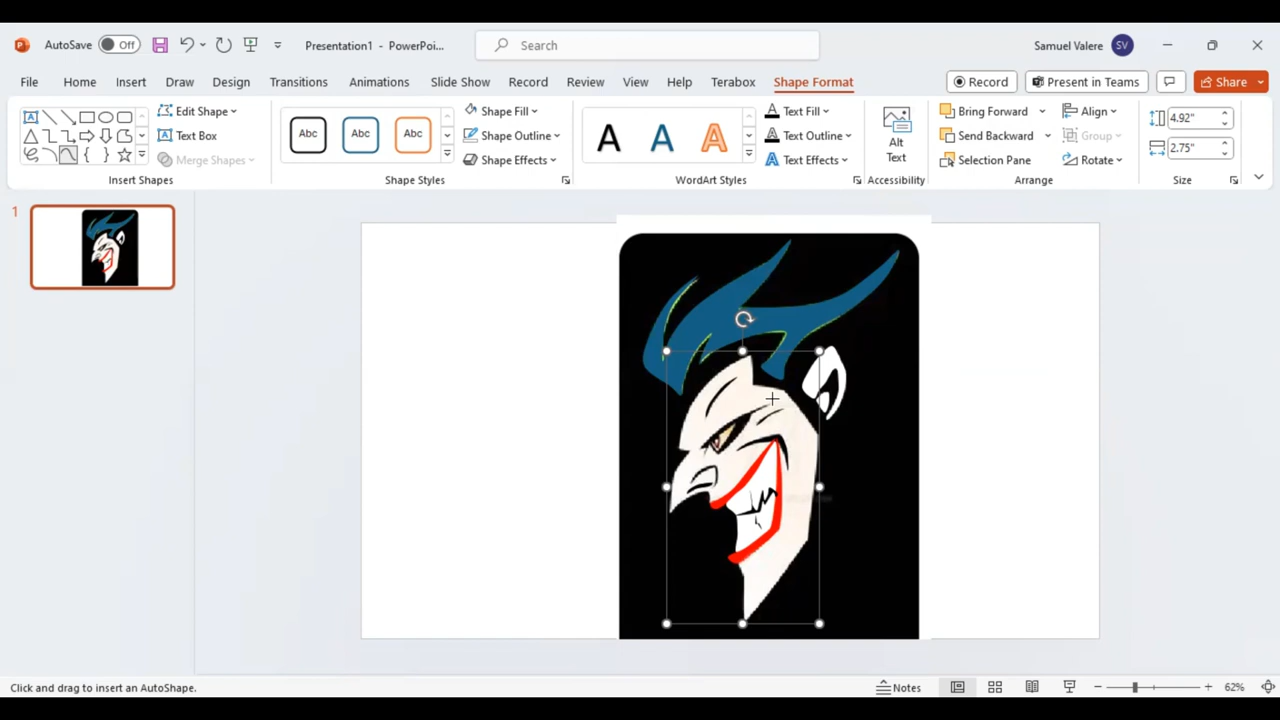 AutoSave Off Presentation1 - PowerPoi... Search Samuel Valere SV
File Home Insert Draw Design Transitions Animations Slide Show Record Review View Help Terabox Shape Format Record Present in Teams Share
Edit Shape Abc Abc Abc Shape Fill A A A Text Fill Bring Forward Align 4.92"
Text Box Shape Outline Text Outline Alt Text Send Backward Group 2.75"
Merge Shapes Shape Effects Text Effects Selection Pane Rotate
Insert Shapes Shape Styles WordArt Styles Accessibility Arrange Size
1
Click and drag to insert an AutoShape. Notes 62%